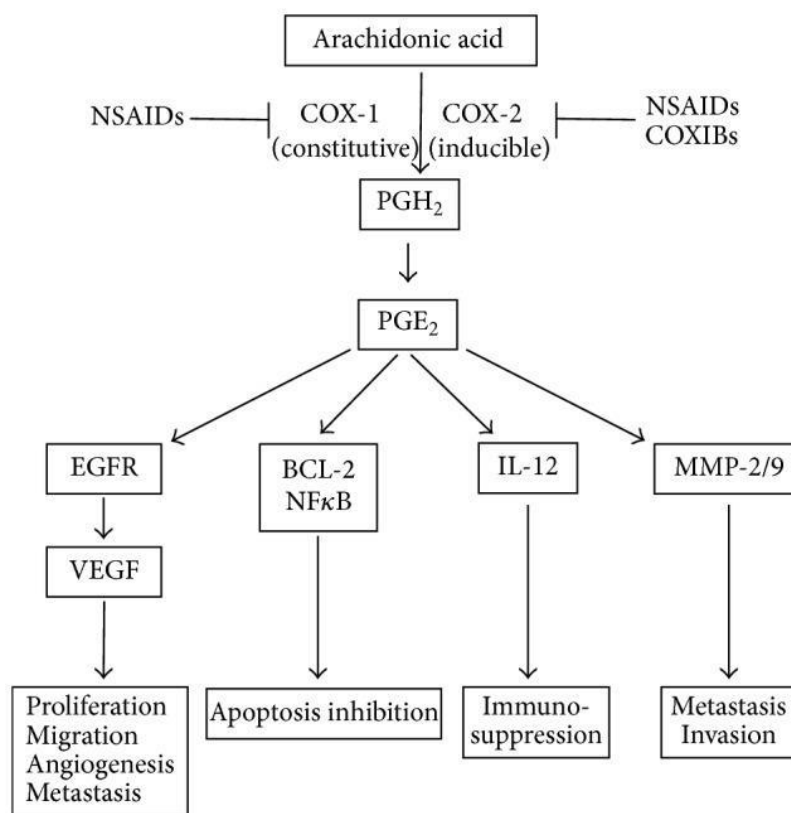 Arachidonic acid
NSAIDs
COX-1
(constitutive)
COX-2
(inducible)
NSAIDs
COXIBs
PGH₂
PGE₂
EGFR
BCL-2
NFκB
IL-12
MMP-2/9
VEGF
Proliferation
Migration
Angiogenesis
Metastasis
Apoptosis inhibition
Immuno-
suppression
Metastasis
Invasion